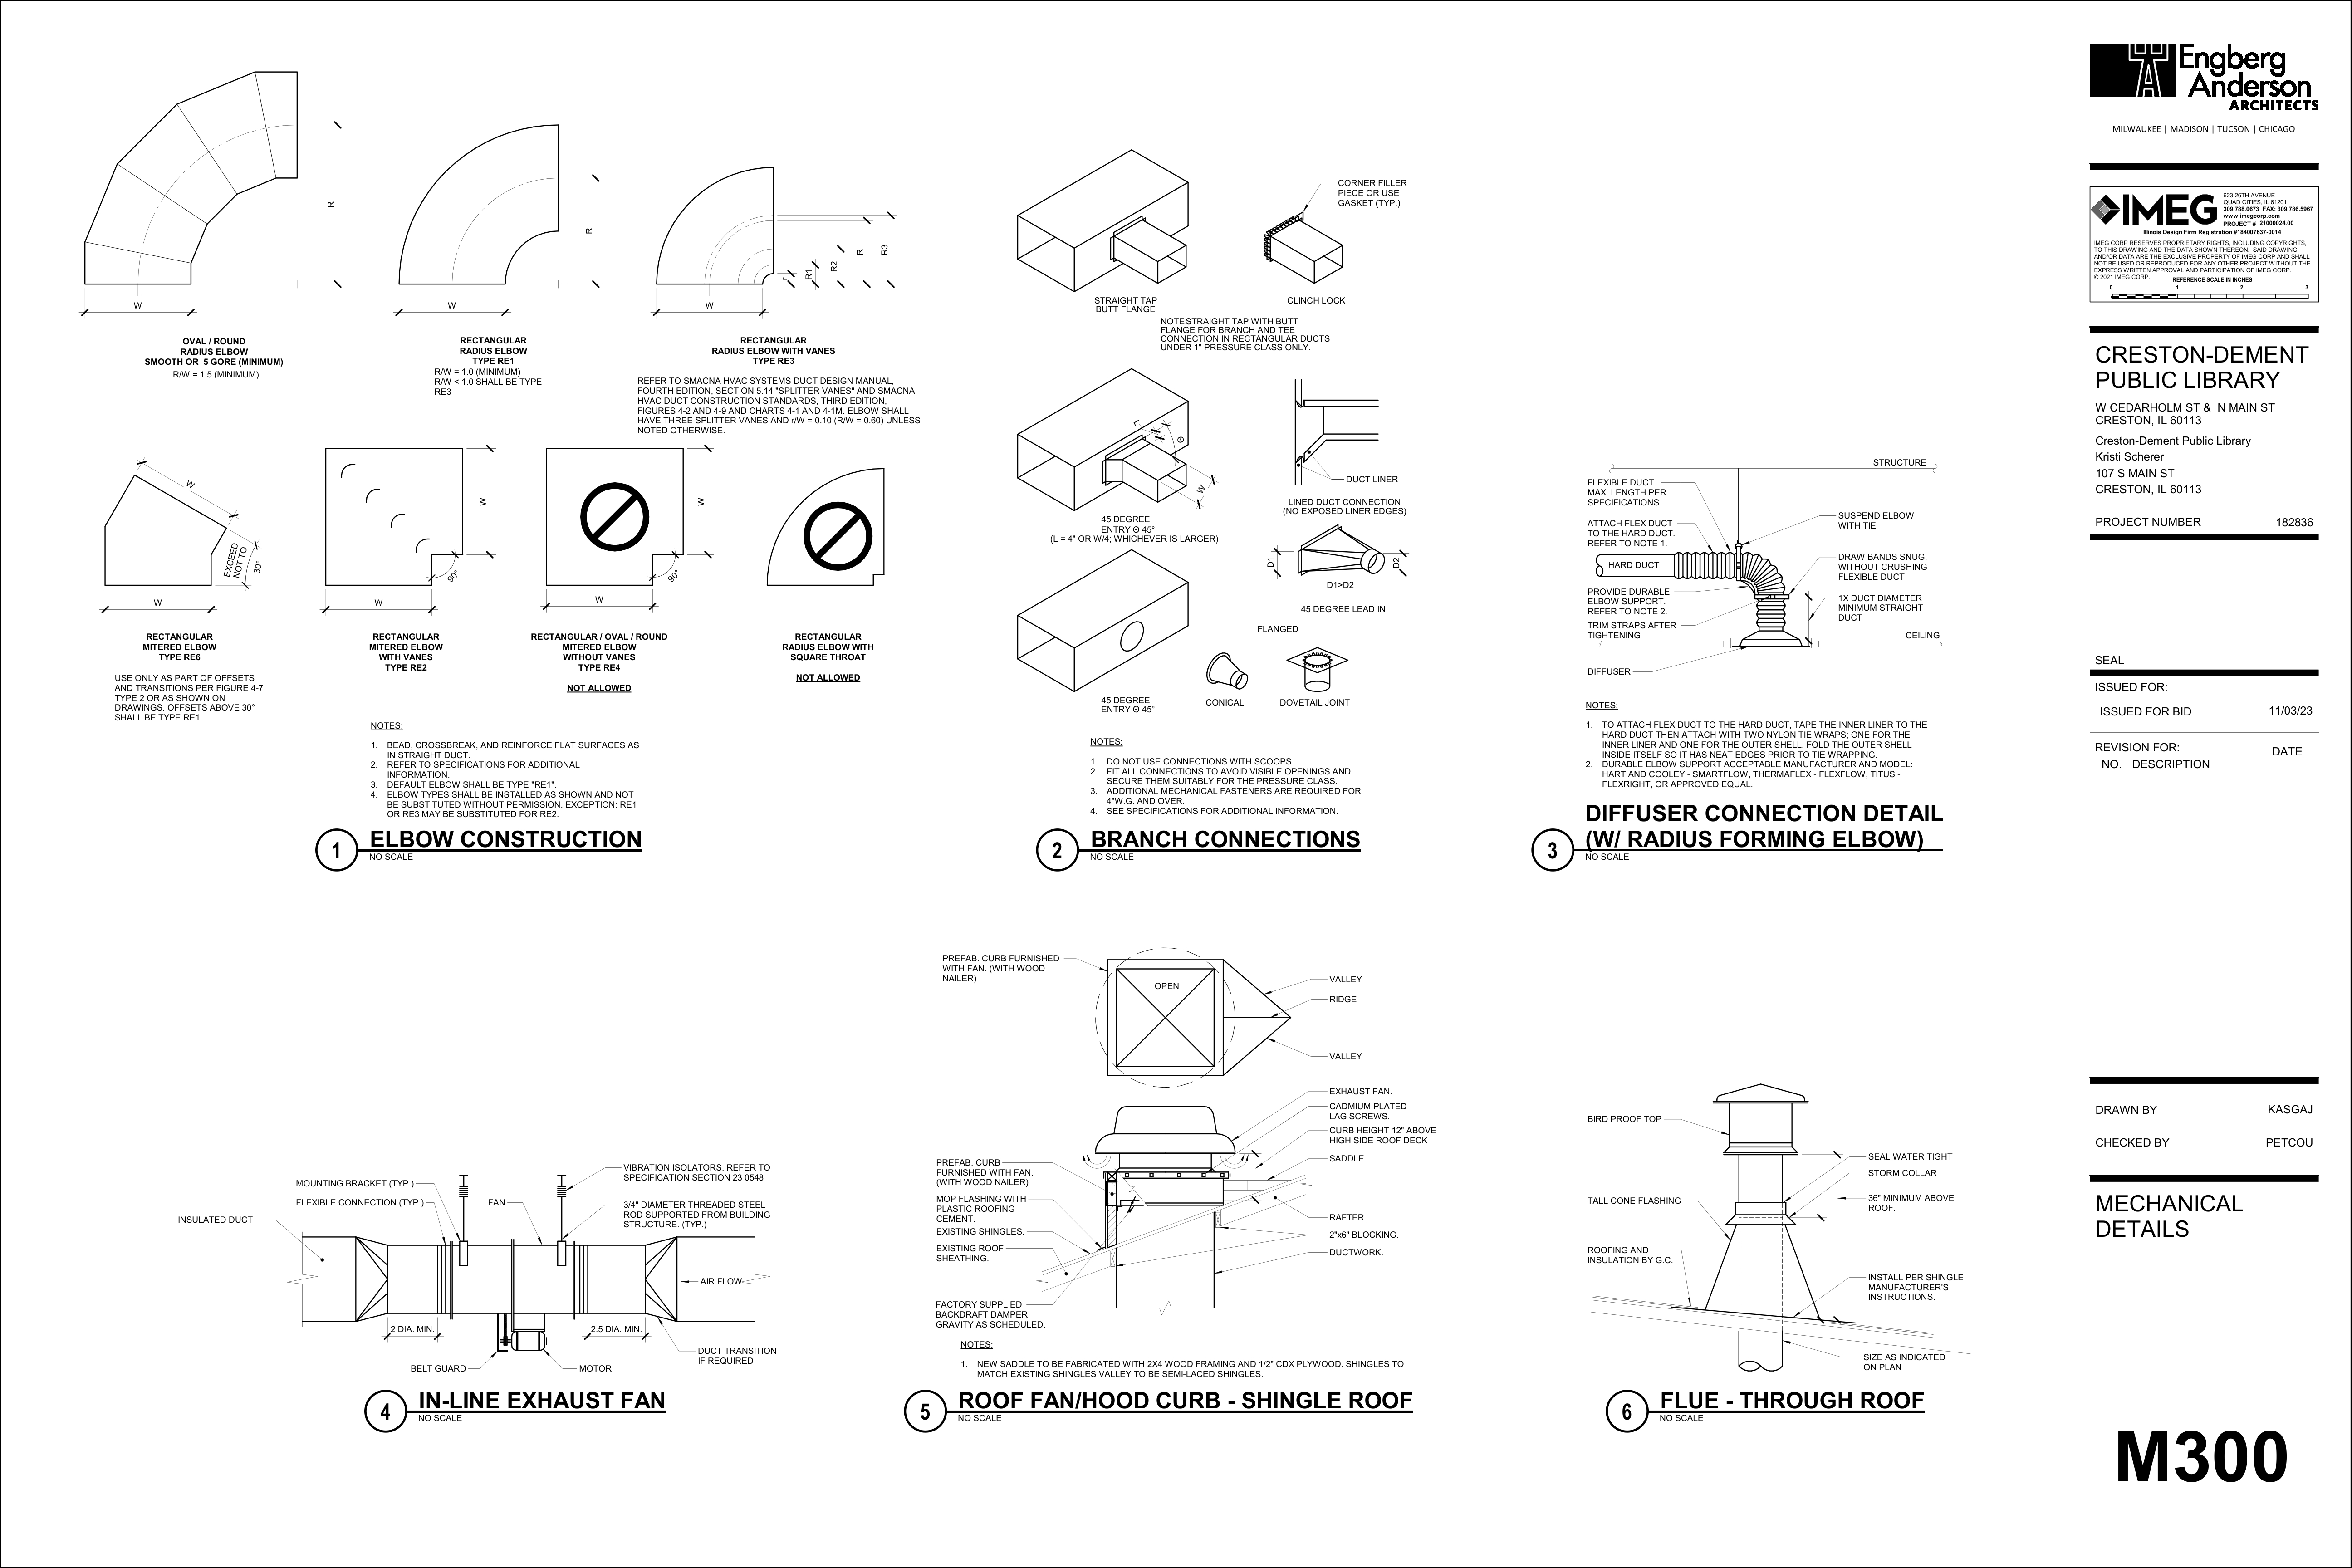 R
W
OVAL / ROUND
RADIUS ELBOW
SMOOTH OR  5 GORE (MINIMUM)
R/W = 1.5 (MINIMUM)
R
W
RECTANGULAR
RADIUS ELBOW
TYPE RE1
R/W = 1.0 (MINIMUM)
R/W < 1.0 SHALL BE TYPE
RE3
r
R1
R2
R
R3
W
RECTANGULAR
RADIUS ELBOW WITH VANES
TYPE RE3
REFER TO SMACNA HVAC SYSTEMS DUCT DESIGN MANUAL,
FOURTH EDITION, SECTION 5.14 "SPLITTER VANES" AND SMACNA
HVAC DUCT CONSTRUCTION STANDARDS, THIRD EDITION,
FIGURES 4-2 AND 4-9 AND CHARTS 4-1 AND 4-1M. ELBOW SHALL
HAVE THREE SPLITTER VANES AND r/W = 0.10 (R/W = 0.60) UNLESS
NOTED OTHERWISE.
W
EXCEED
NOT TO
30°
W
RECTANGULAR
MITERED ELBOW
TYPE RE6
USE ONLY AS PART OF OFFSETS
AND TRANSITIONS PER FIGURE 4-7
TYPE 2 OR AS SHOWN ON
DRAWINGS. OFFSETS ABOVE 30°
SHALL BE TYPE RE1.
W
90°
W
RECTANGULAR
MITERED ELBOW
WITH VANES
TYPE RE2
W
90°
W
RECTANGULAR / OVAL / ROUND
MITERED ELBOW
WITHOUT VANES
TYPE RE4
NOT ALLOWED
RECTANGULAR
RADIUS ELBOW WITH
SQUARE THROAT
NOT ALLOWED
NOTES:
1. BEAD, CROSSBREAK, AND REINFORCE FLAT SURFACES AS
IN STRAIGHT DUCT.
2. REFER TO SPECIFICATIONS FOR ADDITIONAL
INFORMATION.
3. DEFAULT ELBOW SHALL BE TYPE "RE1".
4. ELBOW TYPES SHALL BE INSTALLED AS SHOWN AND NOT
BE SUBSTITUTED WITHOUT PERMISSION. EXCEPTION: RE1
OR RE3 MAY BE SUBSTITUTED FOR RE2.
1 ELBOW CONSTRUCTION
NO SCALE
CORNER FILLER
PIECE OR USE
GASKET (TYP.)
STRAIGHT TAP
BUTT FLANGE
CLINCH LOCK
NOTE STRAIGHT TAP WITH BUTT
FLANGE FOR BRANCH AND TEE
CONNECTION IN RECTANGULAR DUCTS
UNDER 1" PRESSURE CLASS ONLY.
L
Θ
W
45 DEGREE
ENTRY Θ 45°
(L = 4" OR W/4; WHICHEVER IS LARGER)
DUCT LINER
LINED DUCT CONNECTION
(NO EXPOSED LINER EDGES)
D1
D2
D1>D2
45 DEGREE LEAD IN
FLANGED
45 DEGREE
ENTRY Θ 45°
CONICAL
DOVETAIL JOINT
NOTES:
1. DO NOT USE CONNECTIONS WITH SCOOPS.
2. FIT ALL CONNECTIONS TO AVOID VISIBLE OPENINGS AND
SECURE THEM SUITABLY FOR THE PRESSURE CLASS.
3. ADDITIONAL MECHANICAL FASTENERS ARE REQUIRED FOR
4"W.G. AND OVER.
4. SEE SPECIFICATIONS FOR ADDITIONAL INFORMATION.
2 BRANCH CONNECTIONS
NO SCALE
STRUCTURE
FLEXIBLE DUCT.
MAX. LENGTH PER
SPECIFICATIONS
ATTACH FLEX DUCT
TO THE HARD DUCT.
REFER TO NOTE 1.
HARD DUCT
PROVIDE DURABLE
ELBOW SUPPORT.
REFER TO NOTE 2.
TRIM STRAPS AFTER
TIGHTENING
DIFFUSER
SUSPEND ELBOW
WITH TIE
DRAW BANDS SNUG,
WITHOUT CRUSHING
FLEXIBLE DUCT
1X DUCT DIAMETER
MINIMUM STRAIGHT
DUCT
CEILING
NOTES:
1. TO ATTACH FLEX DUCT TO THE HARD DUCT, TAPE THE INNER LINER TO THE
HARD DUCT THEN ATTACH WITH TWO NYLON TIE WRAPS; ONE FOR THE
INNER LINER AND ONE FOR THE OUTER SHELL. FOLD THE OUTER SHELL
INSIDE ITSELF SO IT HAS NEAT EDGES PRIOR TO TIE WRAPPING.
2. DURABLE ELBOW SUPPORT ACCEPTABLE MANUFACTURER AND MODEL:
HART AND COOLEY - SMARTFLOW, THERMAFLEX - FLEXFLOW, TITUS -
FLEXRIGHT, OR APPROVED EQUAL.
3 DIFFUSER CONNECTION DETAIL
(W/ RADIUS FORMING ELBOW)
NO SCALE
INSULATED DUCT
MOUNTING BRACKET (TYP.)
FLEXIBLE CONNECTION (TYP.)
FAN
VIBRATION ISOLATORS. REFER TO
SPECIFICATION SECTION 23 0548
3/4" DIAMETER THREADED STEEL
ROD SUPPORTED FROM BUILDING
STRUCTURE. (TYP.)
AIR FLOW
2 DIA. MIN.
2.5 DIA. MIN.
BELT GUARD
MOTOR
DUCT TRANSITION
IF REQUIRED
4 IN-LINE EXHAUST FAN
NO SCALE
PREFAB. CURB FURNISHED
WITH FAN. (WITH WOOD
NAILER)
OPEN
VALLEY
RIDGE
VALLEY
EXHAUST FAN.
CADMIUM PLATED
LAG SCREWS.
CURB HEIGHT 12" ABOVE
HIGH SIDE ROOF DECK
SADDLE.
RAFTER.
2"x6" BLOCKING.
DUCTWORK.
PREFAB. CURB
FURNISHED WITH FAN.
(WITH WOOD NAILER)
MOP FLASHING WITH
PLASTIC ROOFING
CEMENT.
EXISTING SHINGLES.
EXISTING ROOF
SHEATHING.
FACTORY SUPPLIED
BACKDRAFT DAMPER.
GRAVITY AS SCHEDULED.
NOTES:
1. NEW SADDLE TO BE FABRICATED WITH 2X4 WOOD FRAMING AND 1/2" CDX PLYWOOD. SHINGLES TO
MATCH EXISTING SHINGLES VALLEY TO BE SEMI-LACED SHINGLES.
5 ROOF FAN/HOOD CURB - SHINGLE ROOF
NO SCALE
BIRD PROOF TOP
TALL CONE FLASHING
ROOFING AND
INSULATION BY G.C.
SEAL WATER TIGHT
STORM COLLAR
36" MINIMUM ABOVE
ROOF.
INSTALL PER SHINGLE
MANUFACTURER'S
INSTRUCTIONS.
SIZE AS INDICATED
ON PLAN
6 FLUE - THROUGH ROOF
NO SCALE
Engberg
Anderson
ARCHITECTS
MILWAUKEE | MADISON | TUCSON | CHICAGO
IMEG
623 26TH AVENUE
QUAD CITIES, IL 61201
309.788.0673  FAX: 309.786.5967
www.imegcorp.com
PROJECT # 21000024.00
Illinois Design Firm Registration #184007637-0014
IMEG CORP RESERVES PROPRIETARY RIGHTS, INCLUDING COPYRIGHTS,
TO THIS DRAWING AND THE DATA SHOWN THEREON.  SAID DRAWING
AND/OR DATA ARE THE EXCLUSIVE PROPERTY OF IMEG CORP AND SHALL
NOT BE USED OR REPRODUCED FOR ANY OTHER PROJECT WITHOUT THE
EXPRESS WRITTEN APPROVAL AND PARTICIPATION OF IMEG CORP.
© 2021 IMEG CORP.
REFERENCE SCALE IN INCHES
0 1 2 3
CRESTON-DEMENT
PUBLIC LIBRARY
W CEDARHOLM ST &  N MAIN ST
CRESTON, IL 60113
Creston-Dement Public Library
Kristi Scherer
107 S MAIN ST
CRESTON, IL 60113
PROJECT NUMBER 182836
SEAL
ISSUED FOR:
ISSUED FOR BID 11/03/23
REVISION FOR:
NO. DESCRIPTION DATE
DRAWN BY KASGAJ
CHECKED BY PETCOU
MECHANICAL
DETAILS
M300